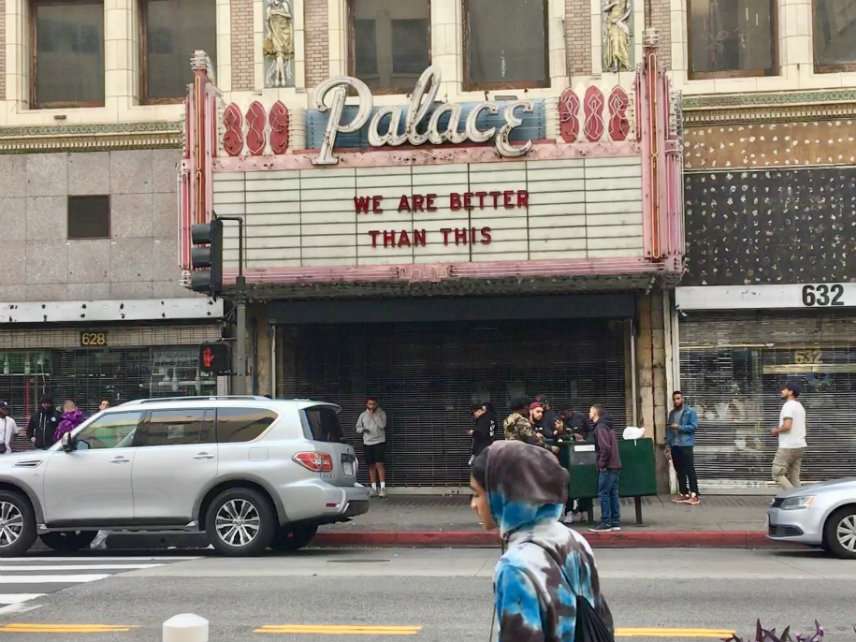 Palace
WE ARE BETTER
THAN THIS
632
628
632